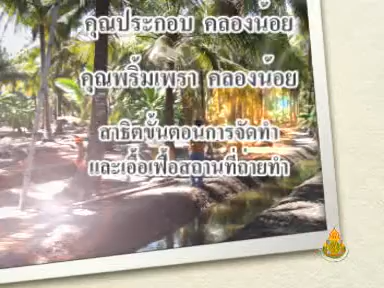 คุณประกอบ คลองน้อย
คุณพริ้มเพรา คลองน้อย
สาธิตขั้นตอนการจัดทำ
และเอื้อเฟื้อสถานที่ถ่ายทำ